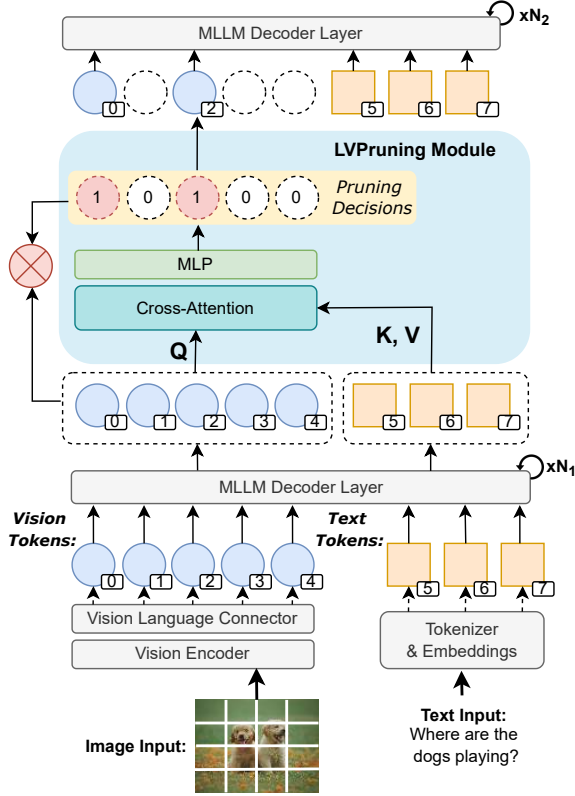 xN2
MLLM Decoder Layer
0 2 5 6 7
LVPruning Module
1 0 1 0 0
Pruning
Decisions
MLP
Cross-Attention
Q
K, V
0 1 2 3 4 5 6 7
xN1
MLLM Decoder Layer
Vision
Tokens:
Text
Tokens:
0 1 2 3 4 5 6 7
Vision Language Connector
Vision Encoder
Tokenizer
& Embeddings
Image Input:
Text Input:
Where are the
dogs playing?